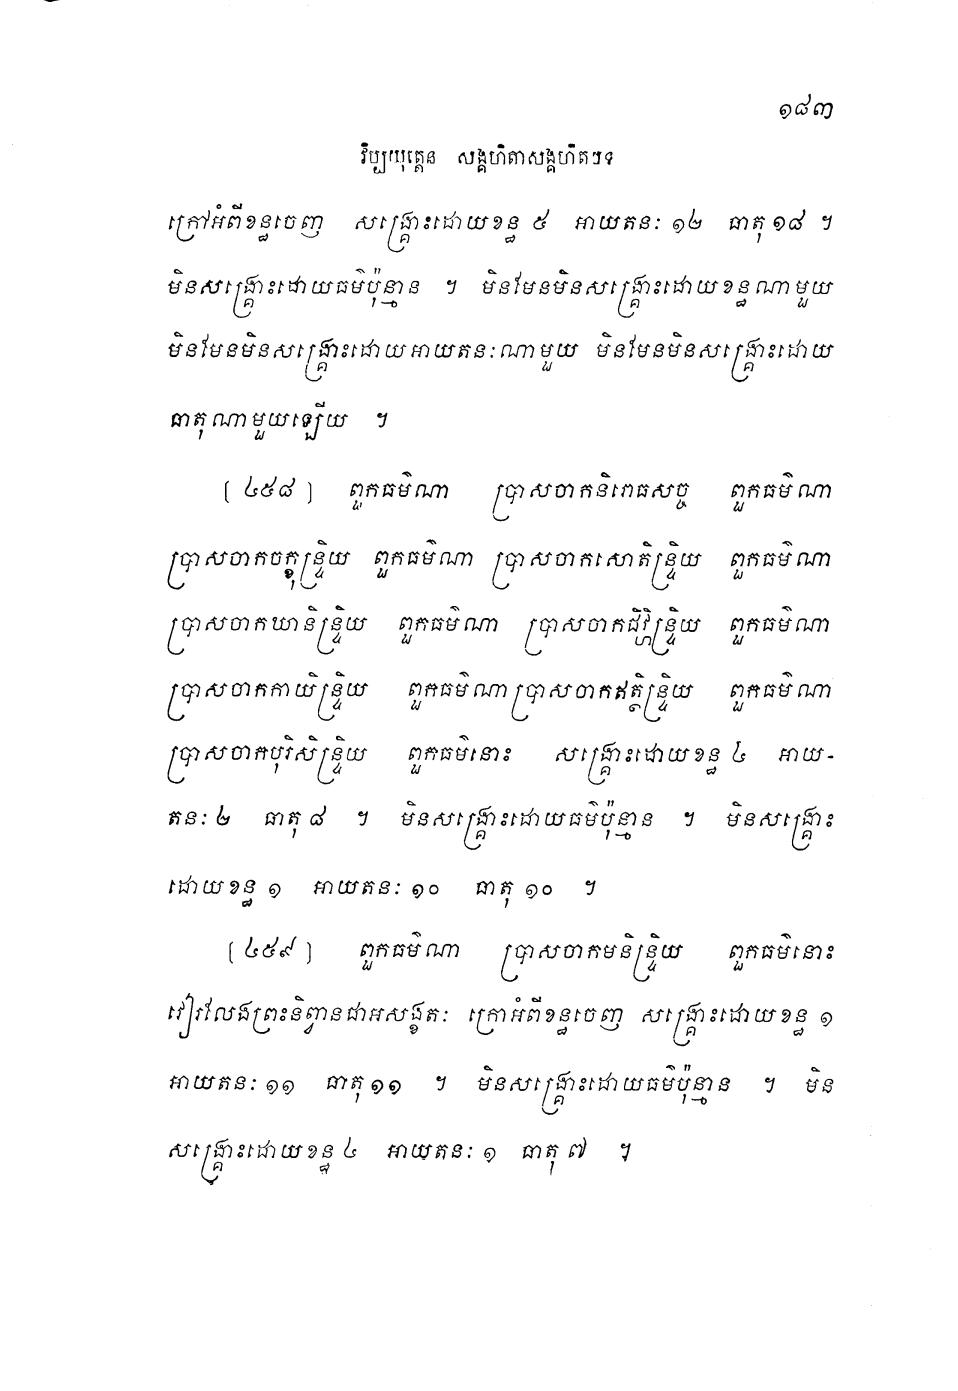 ១៨៣
វិប្បយុត្តេន សង្គហិតាសង្គហិតបទ
ក្រៅអំពីខន្ធចេញ សង្គ្រោះដោយខន្ធ ៥ អាយតនៈ ១២ ធាតុ ១៨ ។
មិនសង្គ្រោះដោយធម៌ប៉ុន្មាន ។ មិនមែនមិនសង្គ្រោះដោយខន្ធណាមួយ
មិនមែនមិនសង្គ្រោះដោយអាយតនៈណាមួយ មិនមែនមិនសង្គ្រោះដោយ
ធាតុណាមួយឡើយ ។
[ ៤៥៨ ] ពួកធម៌ណា ប្រាសចាកនិរោធសច្ច ពួកធម៌ណា
ប្រាសចាកចក្ខុន្ទ្រិយ ពួកធម៌ណា ប្រាសចាកសោតិន្ទ្រិយ ពួកធម៌ណា
ប្រាសចាកឃានិន្ទ្រិយ ពួកធម៌ណា ប្រាសចាកជិវ្ហិន្ទ្រិយ ពួកធម៌ណា
ប្រាសចាកកាយិន្ទ្រិយ ពួកធម៌ណាប្រាសចាកឥត្ថិន្ទ្រិយ ពួកធម៌ណា
ប្រាសចាកបុរិសិន្ទ្រិយ ពួកធម៌នោះ សង្គ្រោះដោយខន្ធ ៤ អាយ-
តនៈ ២ ធាតុ ៨ ។ មិនសង្គ្រោះដោយធម៌ប៉ុន្មាន ។ មិនសង្គ្រោះ
ដោយខន្ធ ១ អាយតនៈ ១០ ធាតុ ១០ ។
[ ៤៥៩ ] ពួកធម៌ណា ប្រាសចាកមនិន្ទ្រិយ ពួកធម៌នោះ
វៀរលែងព្រះនិព្វានជាអសង្ខតៈ ក្រៅអំពីខន្ធចេញ សង្គ្រោះដោយខន្ធ ១
អាយតនៈ ១១ ធាតុ ១១ ។ មិនសង្គ្រោះដោយធម៌ប៉ុន្មាន ។ មិន
សង្គ្រោះដោយខន្ធ ៤ អាយតនៈ ១ ធាតុ ៧ ។